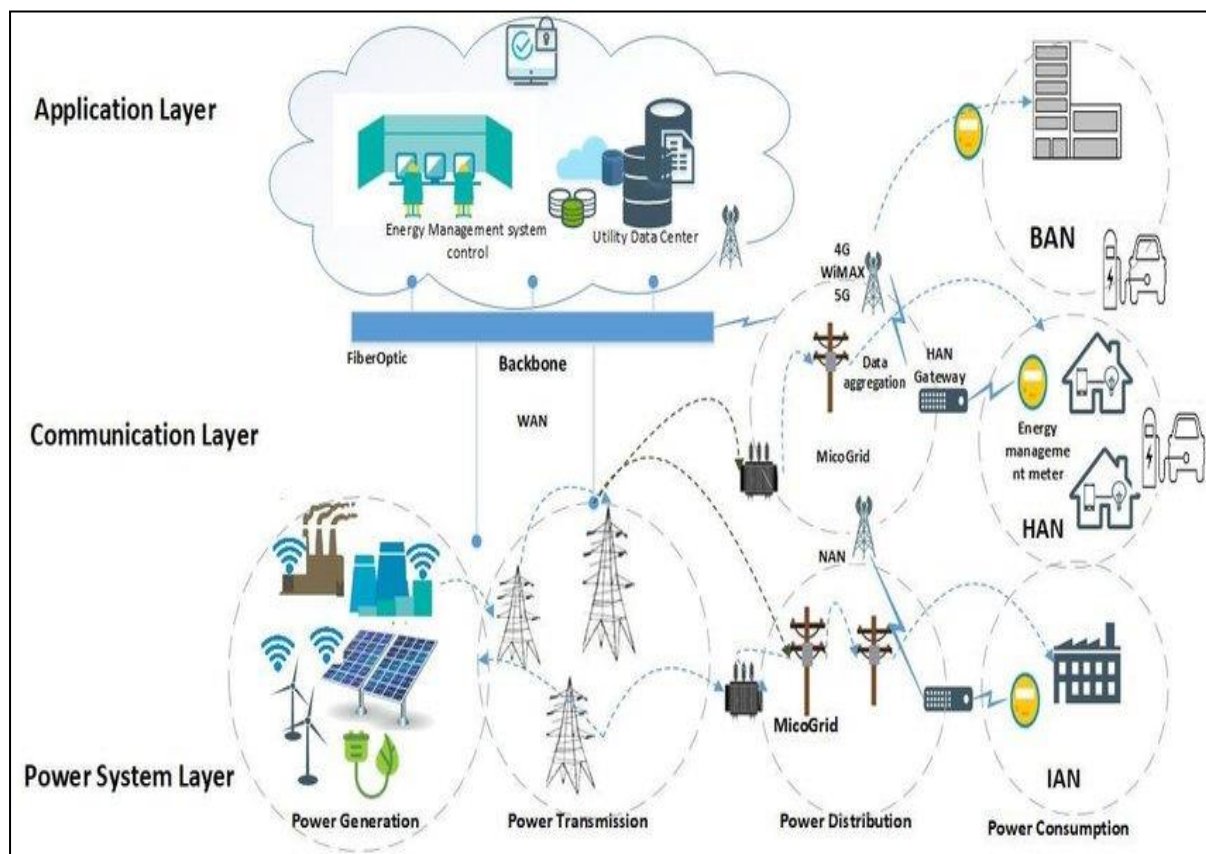 Application Layer
Energy Management system
control
Utility Data Center
4G
WiMAX
5G
BAN
FiberOptic
Backbone
WAN
Data
aggregation
HAN
Gateway
Communication Layer
MicoGrid
Energy
manageme
nt meter
HAN
NAN
MicoGrid
IAN
Power System Layer
Power Generation
Power Transmission
Power Distribution
Power Consumption